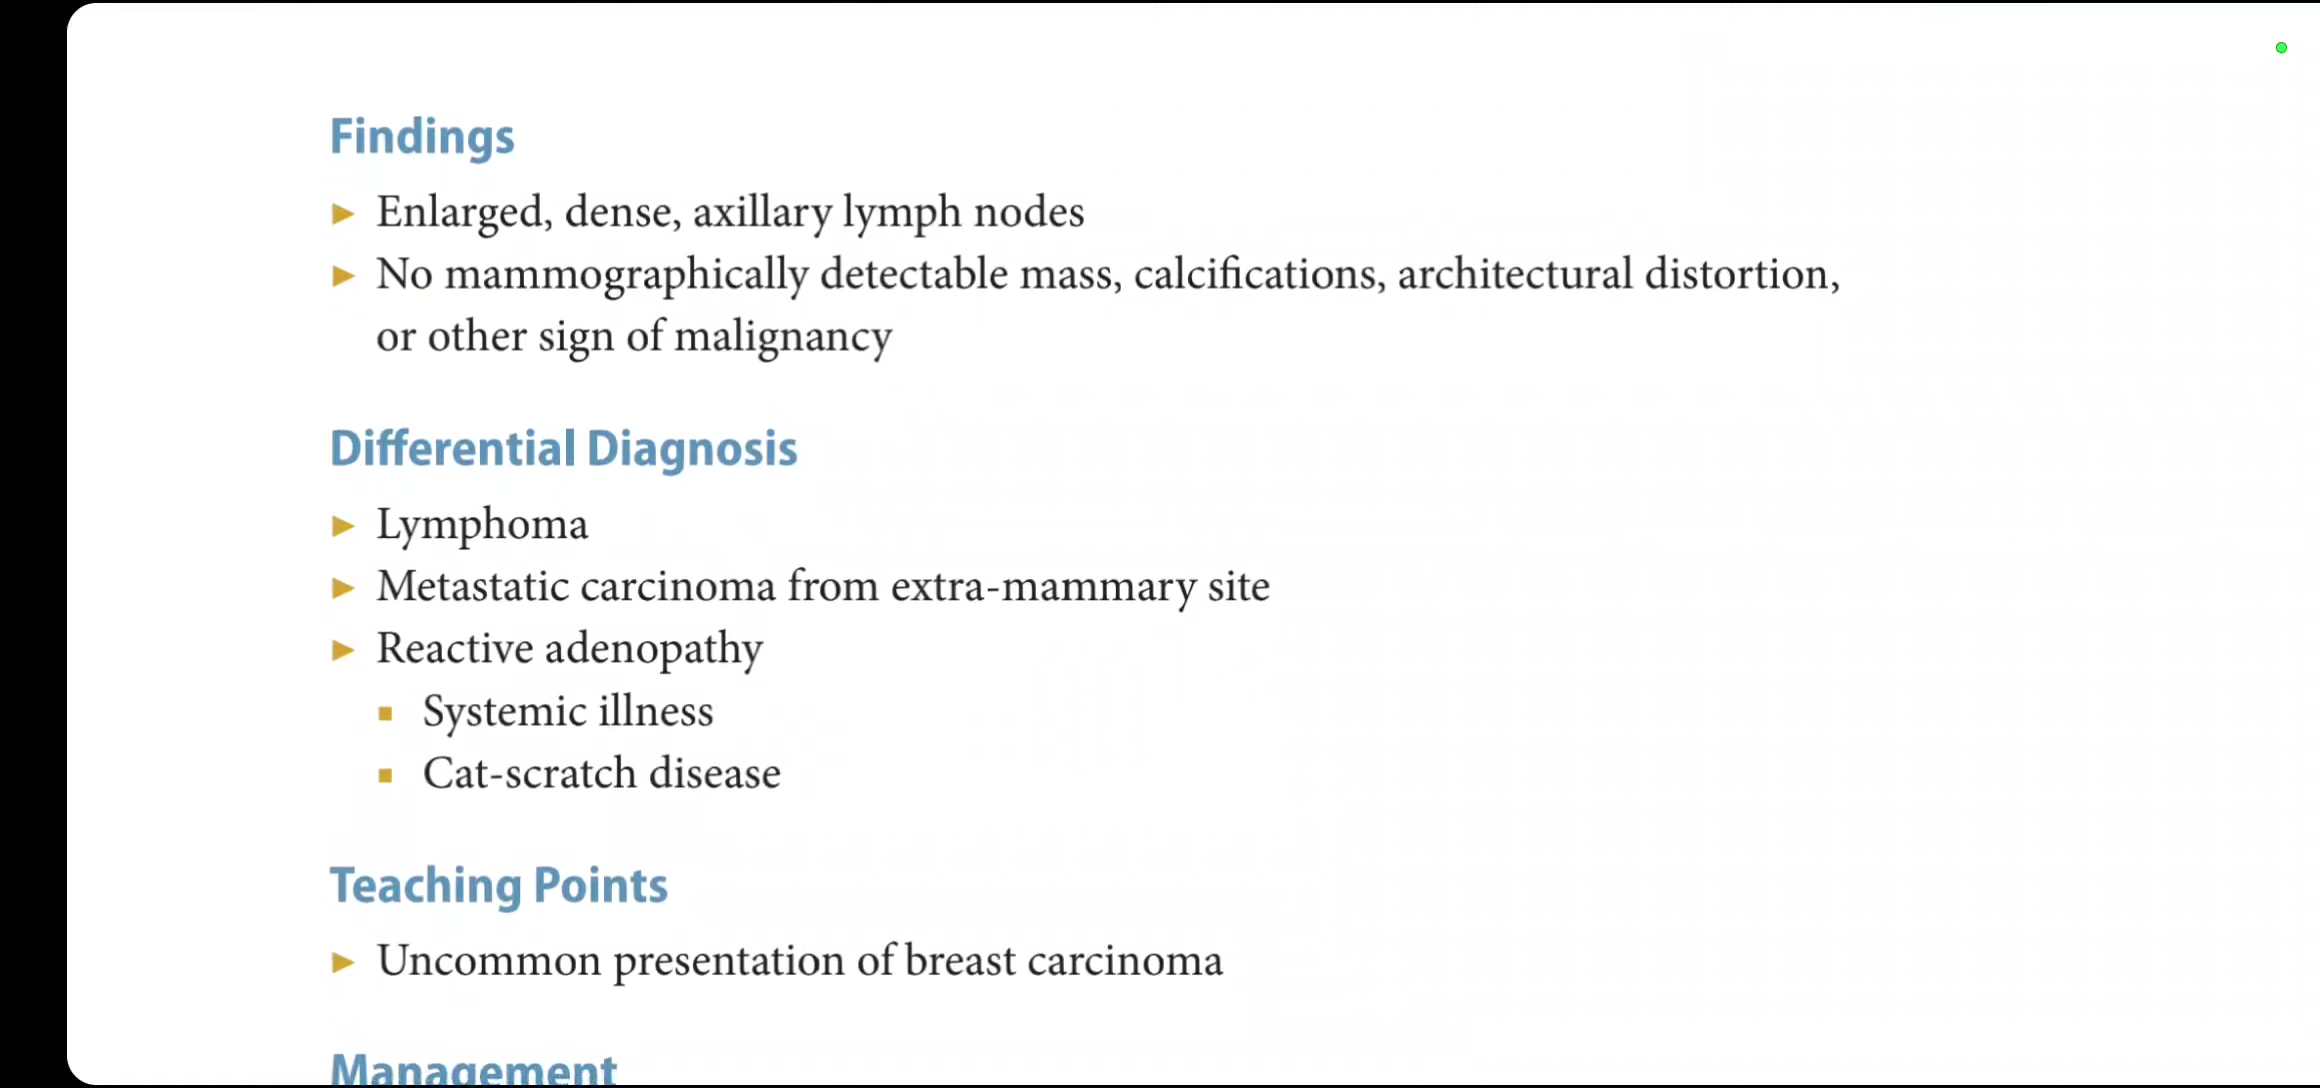 Findings
► Enlarged, dense, axillary lymph nodes
► No mammographically detectable mass, calcifications, architectural distortion,
or other sign of malignancy
Differential Diagnosis
► Lymphoma
► Metastatic carcinoma from extra-mammary site
► Reactive adenopathy
■ Systemic illness
■ Cat-scratch disease
Teaching Points
► Uncommon presentation of breast carcinoma
Management